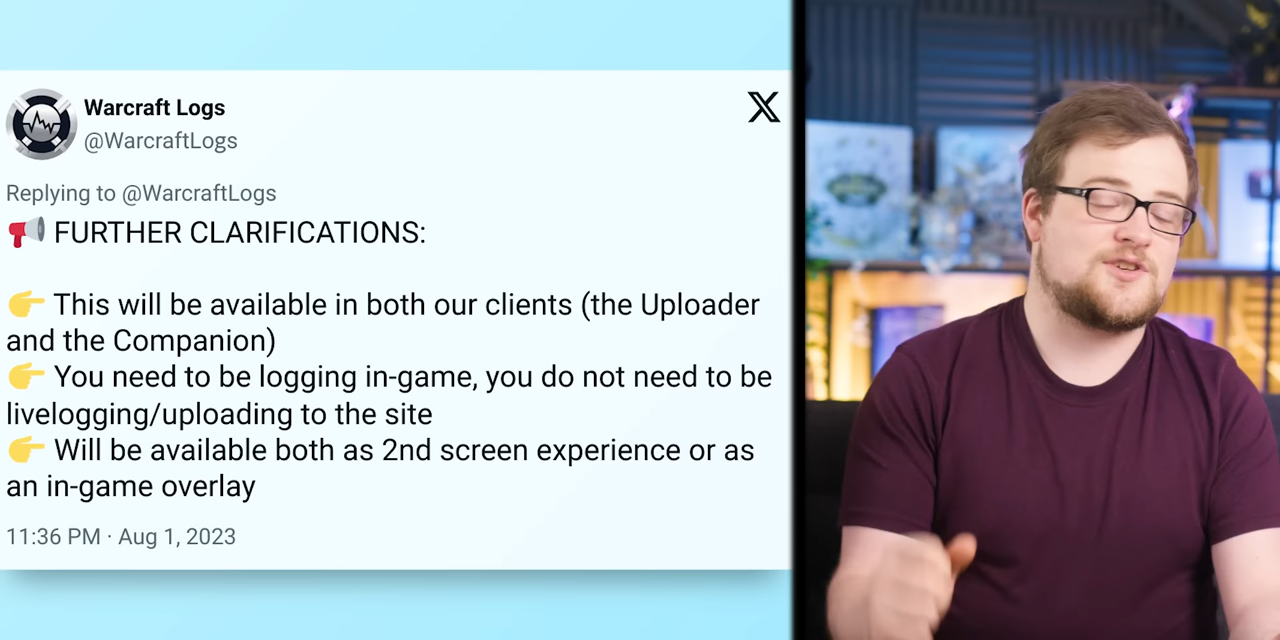 Warcraft Logs
@WarcraftLogs
Replying to @WarcraftLogs
📢 FURTHER CLARIFICATIONS:
👉 This will be available in both our clients (the Uploader
and the Companion)
👉 You need to be logging in-game, you do not need to be
livelogging/uploading to the site
👉 Will be available both as 2nd screen experience or as
an in-game overlay
11:36 PM · Aug 1, 2023